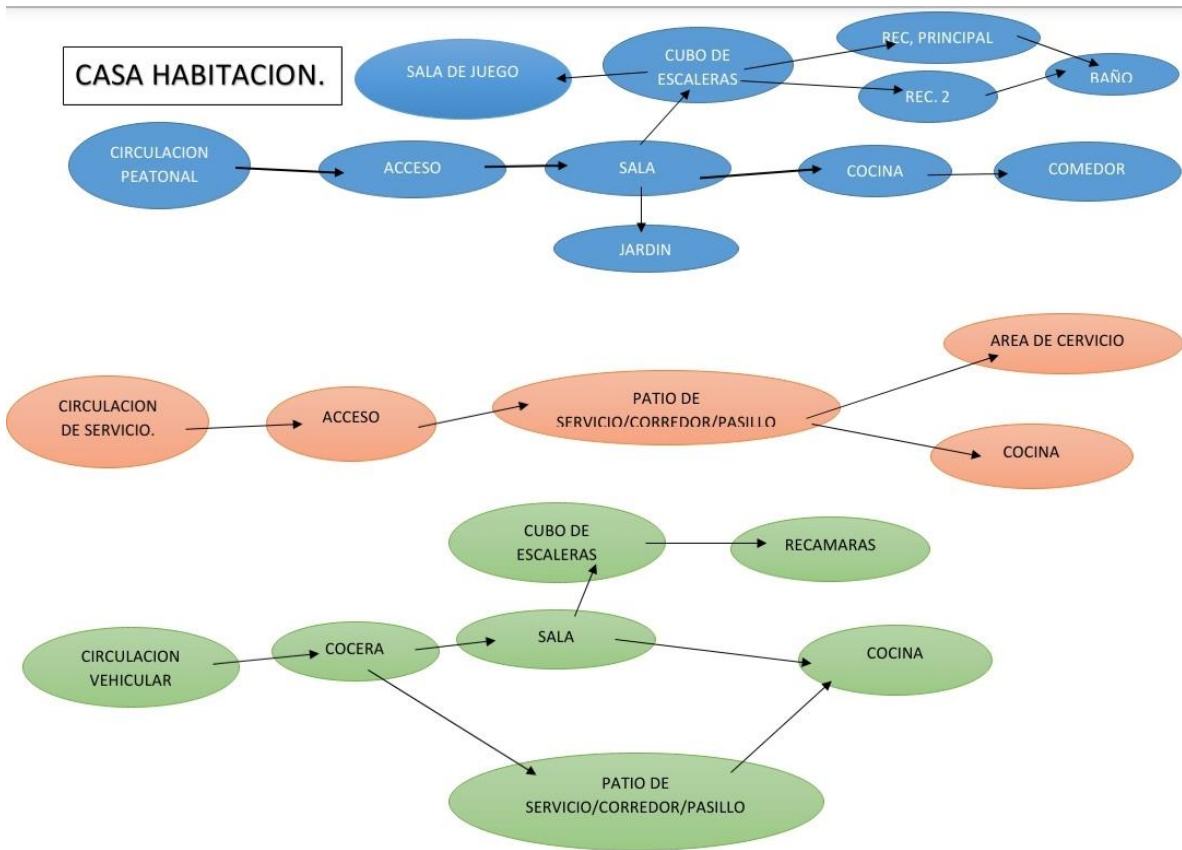 CASA HABITACION.
SALA DE JUEGO
CUBO DE
ESCALERAS
REC, PRINCIPAL
REC. 2
BAÑO
CIRCULACION
PEATONAL
ACCESO
SALA
COCINA
COMEDOR
JARDIN
AREA DE CERVICIO
CIRCULACION
DE SERVICIO.
ACCESO
PATIO DE
SERVICIO/CORREDOR/PASILLO
COCINA
CUBO DE
ESCALERAS
RECAMARAS
CIRCULACION
VEHICULAR
COCERA
SALA
COCINA
PATIO DE
SERVICIO/CORREDOR/PASILLO